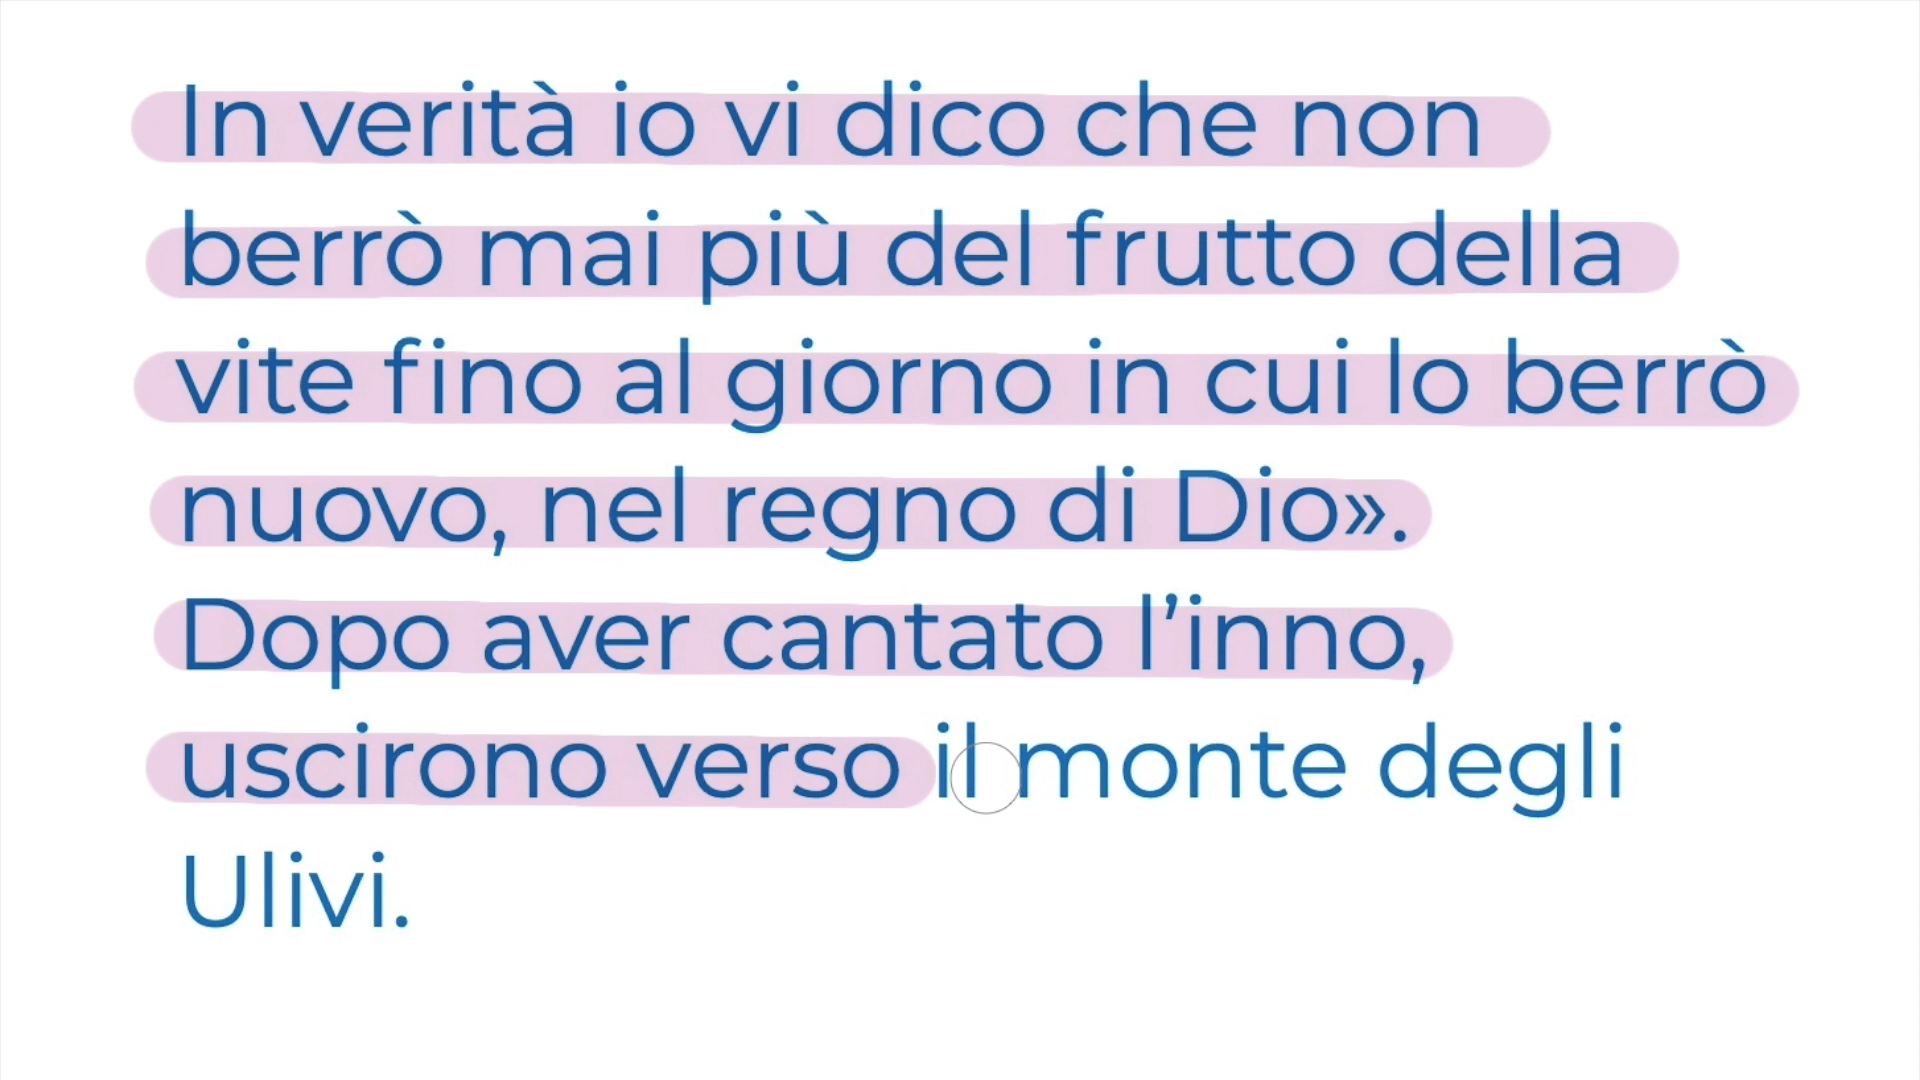 In verità io vi dico che non
berrò mai più del frutto della
vite fino al giorno in cui lo berrò
nuovo, nel regno di Dio».
Dopo aver cantato l’inno,
uscirono verso il monte degli
Ulivi.